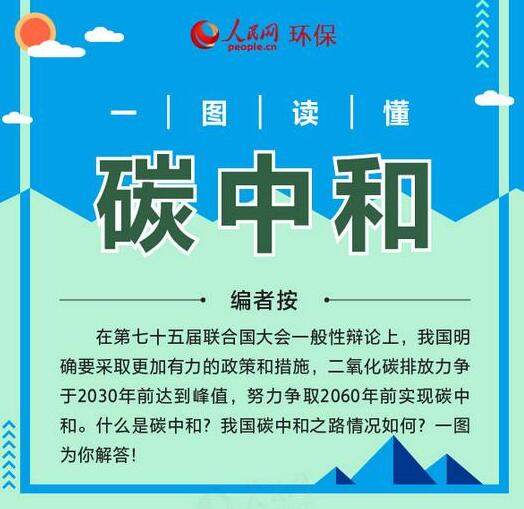 人民网 环保
people.cn
一图读懂
碳中和
编者按
在第七十五届联合国大会一般性辩论上，我国明
确要采取更加有力的政策和措施，二氧化碳排放力争
于2030年前达到峰值，努力争取2060年前实现碳中
和。什么是碳中和？我国碳中和之路情况如何？一图
为你解答！